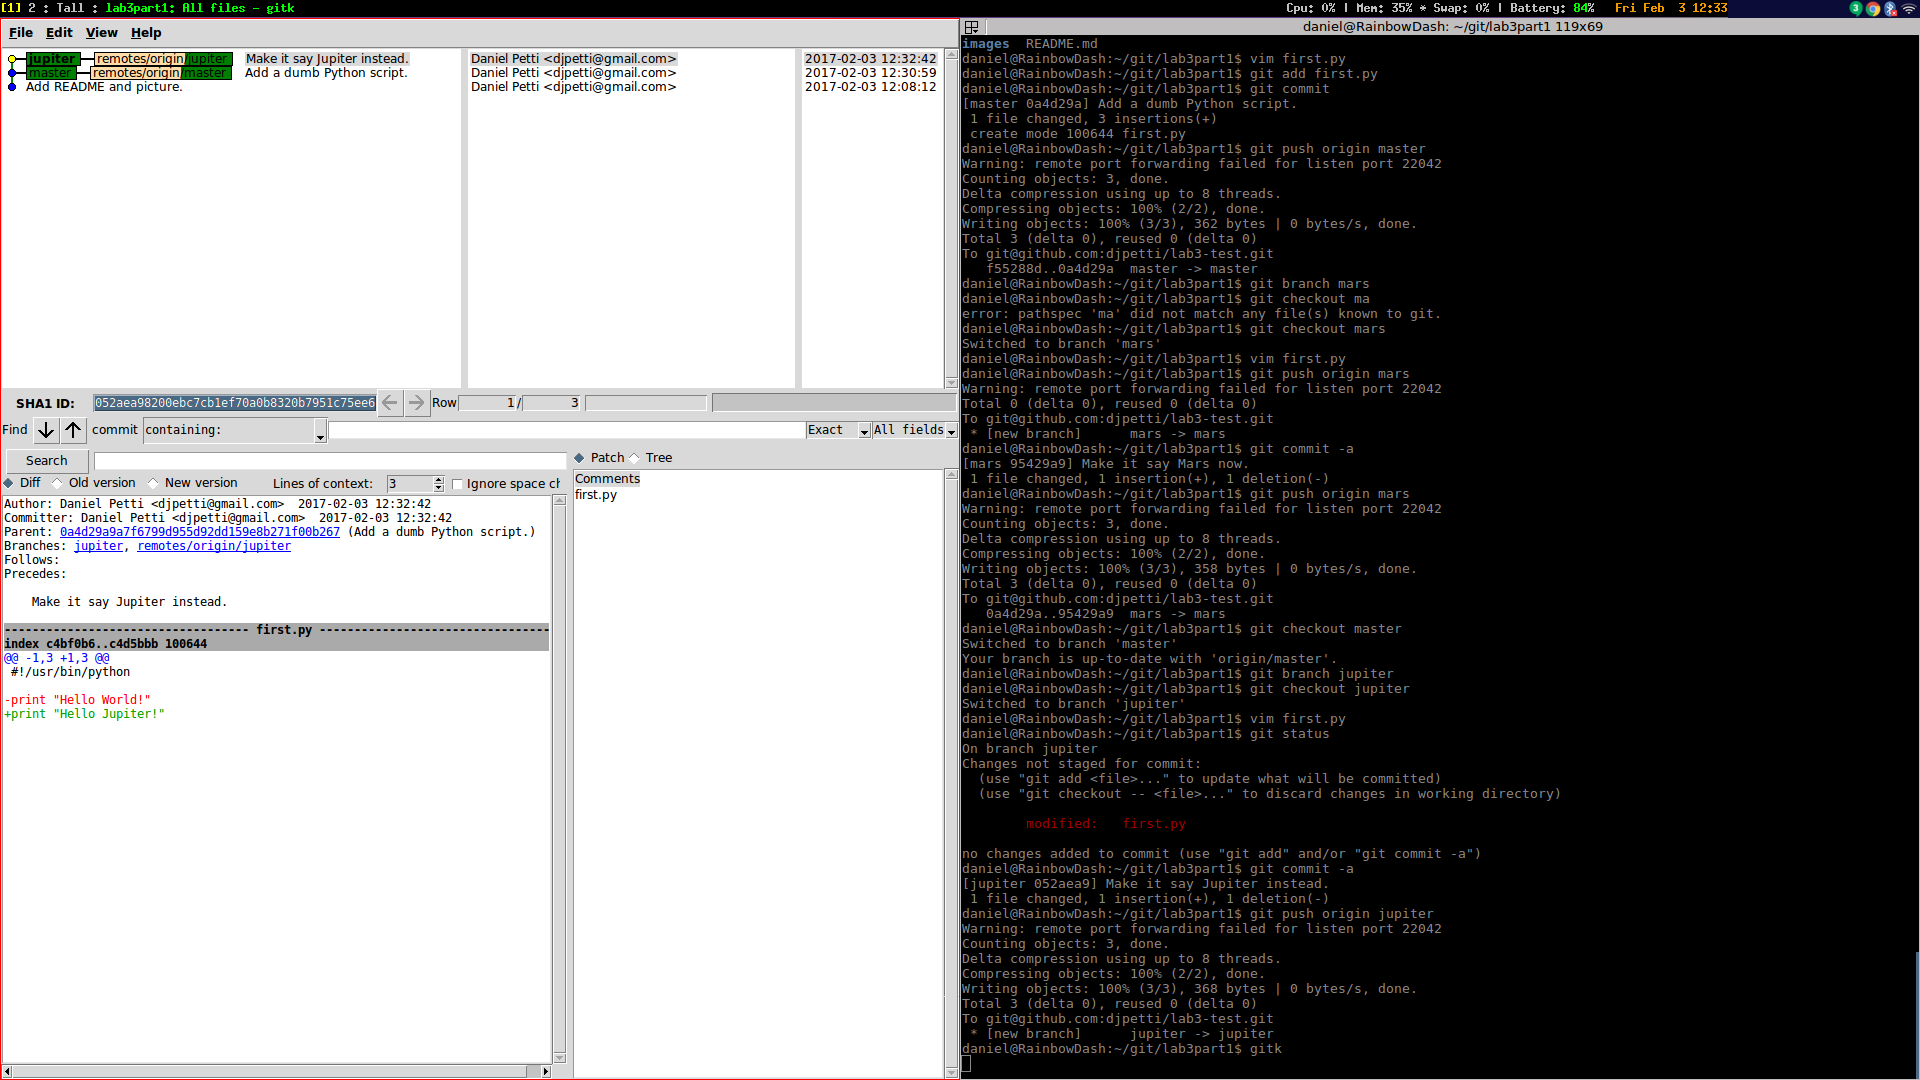 [1] 2 : Tall : lab3part1: All files - gitk
Cpu: 0% | Mem: 35% * Swap: 0% | Battery: 84% Fri Feb 3 12:33
3
File Edit View Help
jupiter remotes/origin/jupiter Make it say Jupiter instead. Daniel Petti <djpetti@gmail.com> 2017-02-03 12:32:42
master remotes/origin/master Add a dumb Python script. Daniel Petti <djpetti@gmail.com> 2017-02-03 12:30:59
Add README and picture. Daniel Petti <djpetti@gmail.com> 2017-02-03 12:08:12
SHA1 ID: 052aea98200ebc7cb1ef70a0b8320b7951c75ee6 Row 1 / 3
Find commit containing: Exact All fields
Search
Diff Old version New version Lines of context: 3 Ignore space ch
Patch Tree
Comments
first.py
Author: Daniel Petti <djpetti@gmail.com> 2017-02-03 12:32:42
Committer: Daniel Petti <djpetti@gmail.com> 2017-02-03 12:32:42
Parent: 0a4d29a9a7f6799d955d92dd159e8b271f00b267 (Add a dumb Python script.)
Branches: jupiter, remotes/origin/jupiter
Follows:
Precedes:
Make it say Jupiter instead.
----------------------------------- first.py ---------------------------------
index c4bf0b6..c4d5bbb 100644
@@ -1,3 +1,3 @@
#!/usr/bin/python
-print "Hello World!"
+print "Hello Jupiter!"
daniel@RainbowDash: ~/git/lab3part1 119x69
images README.md
daniel@RainbowDash:~/git/lab3part1$ vim first.py
daniel@RainbowDash:~/git/lab3part1$ git add first.py
daniel@RainbowDash:~/git/lab3part1$ git commit
[master 0a4d29a] Add a dumb Python script.
1 file changed, 3 insertions(+)
create mode 100644 first.py
daniel@RainbowDash:~/git/lab3part1$ git push origin master
Warning: remote port forwarding failed for listen port 22042
Counting objects: 3, done.
Delta compression using up to 8 threads.
Compressing objects: 100% (2/2), done.
Writing objects: 100% (3/3), 362 bytes | 0 bytes/s, done.
Total 3 (delta 0), reused 0 (delta 0)
To git@github.com:djpetti/lab3-test.git
f55288d..0a4d29a master -> master
daniel@RainbowDash:~/git/lab3part1$ git branch mars
daniel@RainbowDash:~/git/lab3part1$ git checkout ma
error: pathspec 'ma' did not match any file(s) known to git.
daniel@RainbowDash:~/git/lab3part1$ git checkout mars
Switched to branch 'mars'
daniel@RainbowDash:~/git/lab3part1$ vim first.py
daniel@RainbowDash:~/git/lab3part1$ git push origin mars
Warning: remote port forwarding failed for listen port 22042
Total 0 (delta 0), reused 0 (delta 0)
To git@github.com:djpetti/lab3-test.git
* [new branch] mars -> mars
daniel@RainbowDash:~/git/lab3part1$ git commit -a
[mars 95429a9] Make it say Mars now.
1 file changed, 1 insertion(+), 1 deletion(-)
daniel@RainbowDash:~/git/lab3part1$ git push origin mars
Warning: remote port forwarding failed for listen port 22042
Counting objects: 3, done.
Delta compression using up to 8 threads.
Compressing objects: 100% (2/2), done.
Writing objects: 100% (3/3), 358 bytes | 0 bytes/s, done.
Total 3 (delta 0), reused 0 (delta 0)
To git@github.com:djpetti/lab3-test.git
0a4d29a..95429a9 mars -> mars
daniel@RainbowDash:~/git/lab3part1$ git checkout master
Switched to branch 'master'
Your branch is up-to-date with 'origin/master'.
daniel@RainbowDash:~/git/lab3part1$ git branch jupiter
daniel@RainbowDash:~/git/lab3part1$ git checkout jupiter
Switched to branch 'jupiter'
daniel@RainbowDash:~/git/lab3part1$ vim first.py
daniel@RainbowDash:~/git/lab3part1$ git status
On branch jupiter
Changes not staged for commit:
(use "git add <file>..." to update what will be committed)
(use "git checkout -- <file>..." to discard changes in working directory)
modified: first.py
no changes added to commit (use "git add" and/or "git commit -a")
daniel@RainbowDash:~/git/lab3part1$ git commit -a
[jupiter 052aea9] Make it say Jupiter instead.
1 file changed, 1 insertion(+), 1 deletion(-)
daniel@RainbowDash:~/git/lab3part1$ git push origin jupiter
Warning: remote port forwarding failed for listen port 22042
Counting objects: 3, done.
Delta compression using up to 8 threads.
Compressing objects: 100% (2/2), done.
Writing objects: 100% (3/3), 368 bytes | 0 bytes/s, done.
Total 3 (delta 0), reused 0 (delta 0)
To git@github.com:djpetti/lab3-test.git
* [new branch] jupiter -> jupiter
daniel@RainbowDash:~/git/lab3part1$ gitk